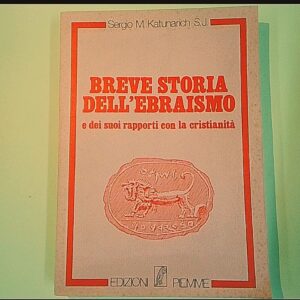 Sergio M. Katunarich S.J.
BREVE STORIA
DELL'EBRAISMO
e dei suoi rapporti con la cristianità
EDIZIONI PIEMME